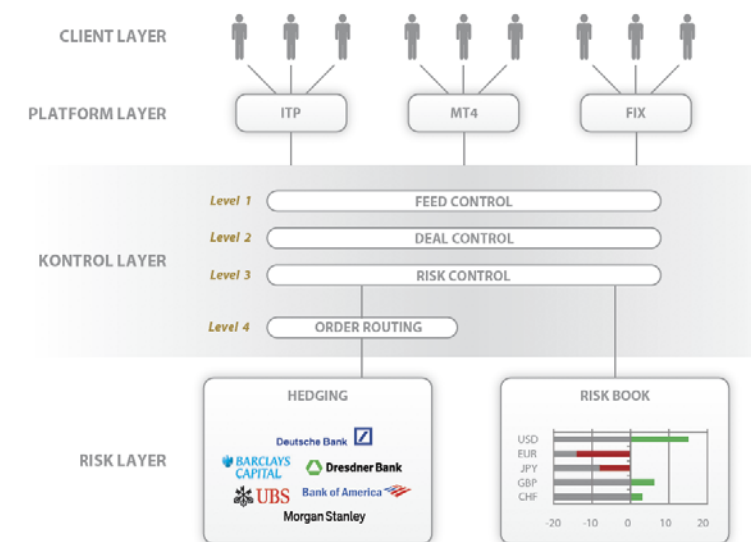 CLIENT LAYER
PLATFORM LAYER
ITP
MT4
FIX
KONTROL LAYER
Level 1
FEED CONTROL
Level 2
DEAL CONTROL
Level 3
RISK CONTROL
Level 4
ORDER ROUTING
RISK LAYER
HEDGING
Deutsche Bank
BARCLAYS
CAPITAL
Dresdner Bank
UBS
Bank of America
Morgan Stanley
RISK BOOK
USD
EUR
JPY
GBP
CHF
-20 -10 0 10 20